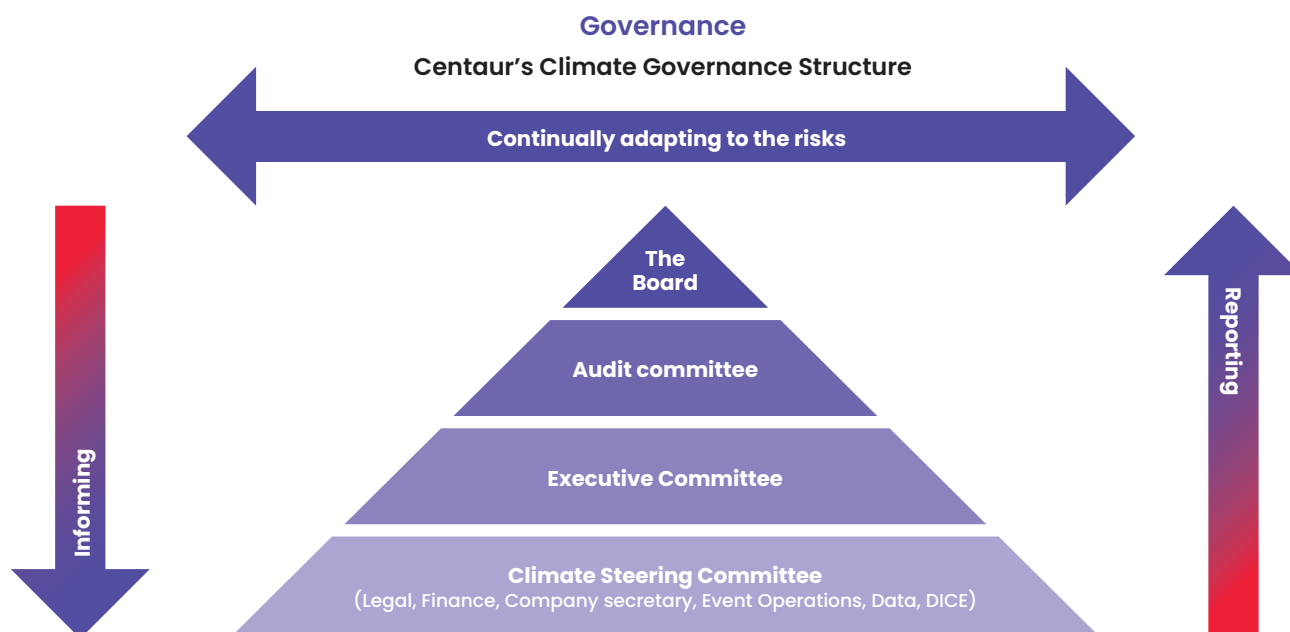 Governance
Centaur's Climate Governance Structure
Continually adapting to the risks
The
Board
Audit committee
Executive Committee
Climate Steering Committee
(Legal, Finance, Company secretary, Event Operations, Data, DICE)
Informing
Reporting